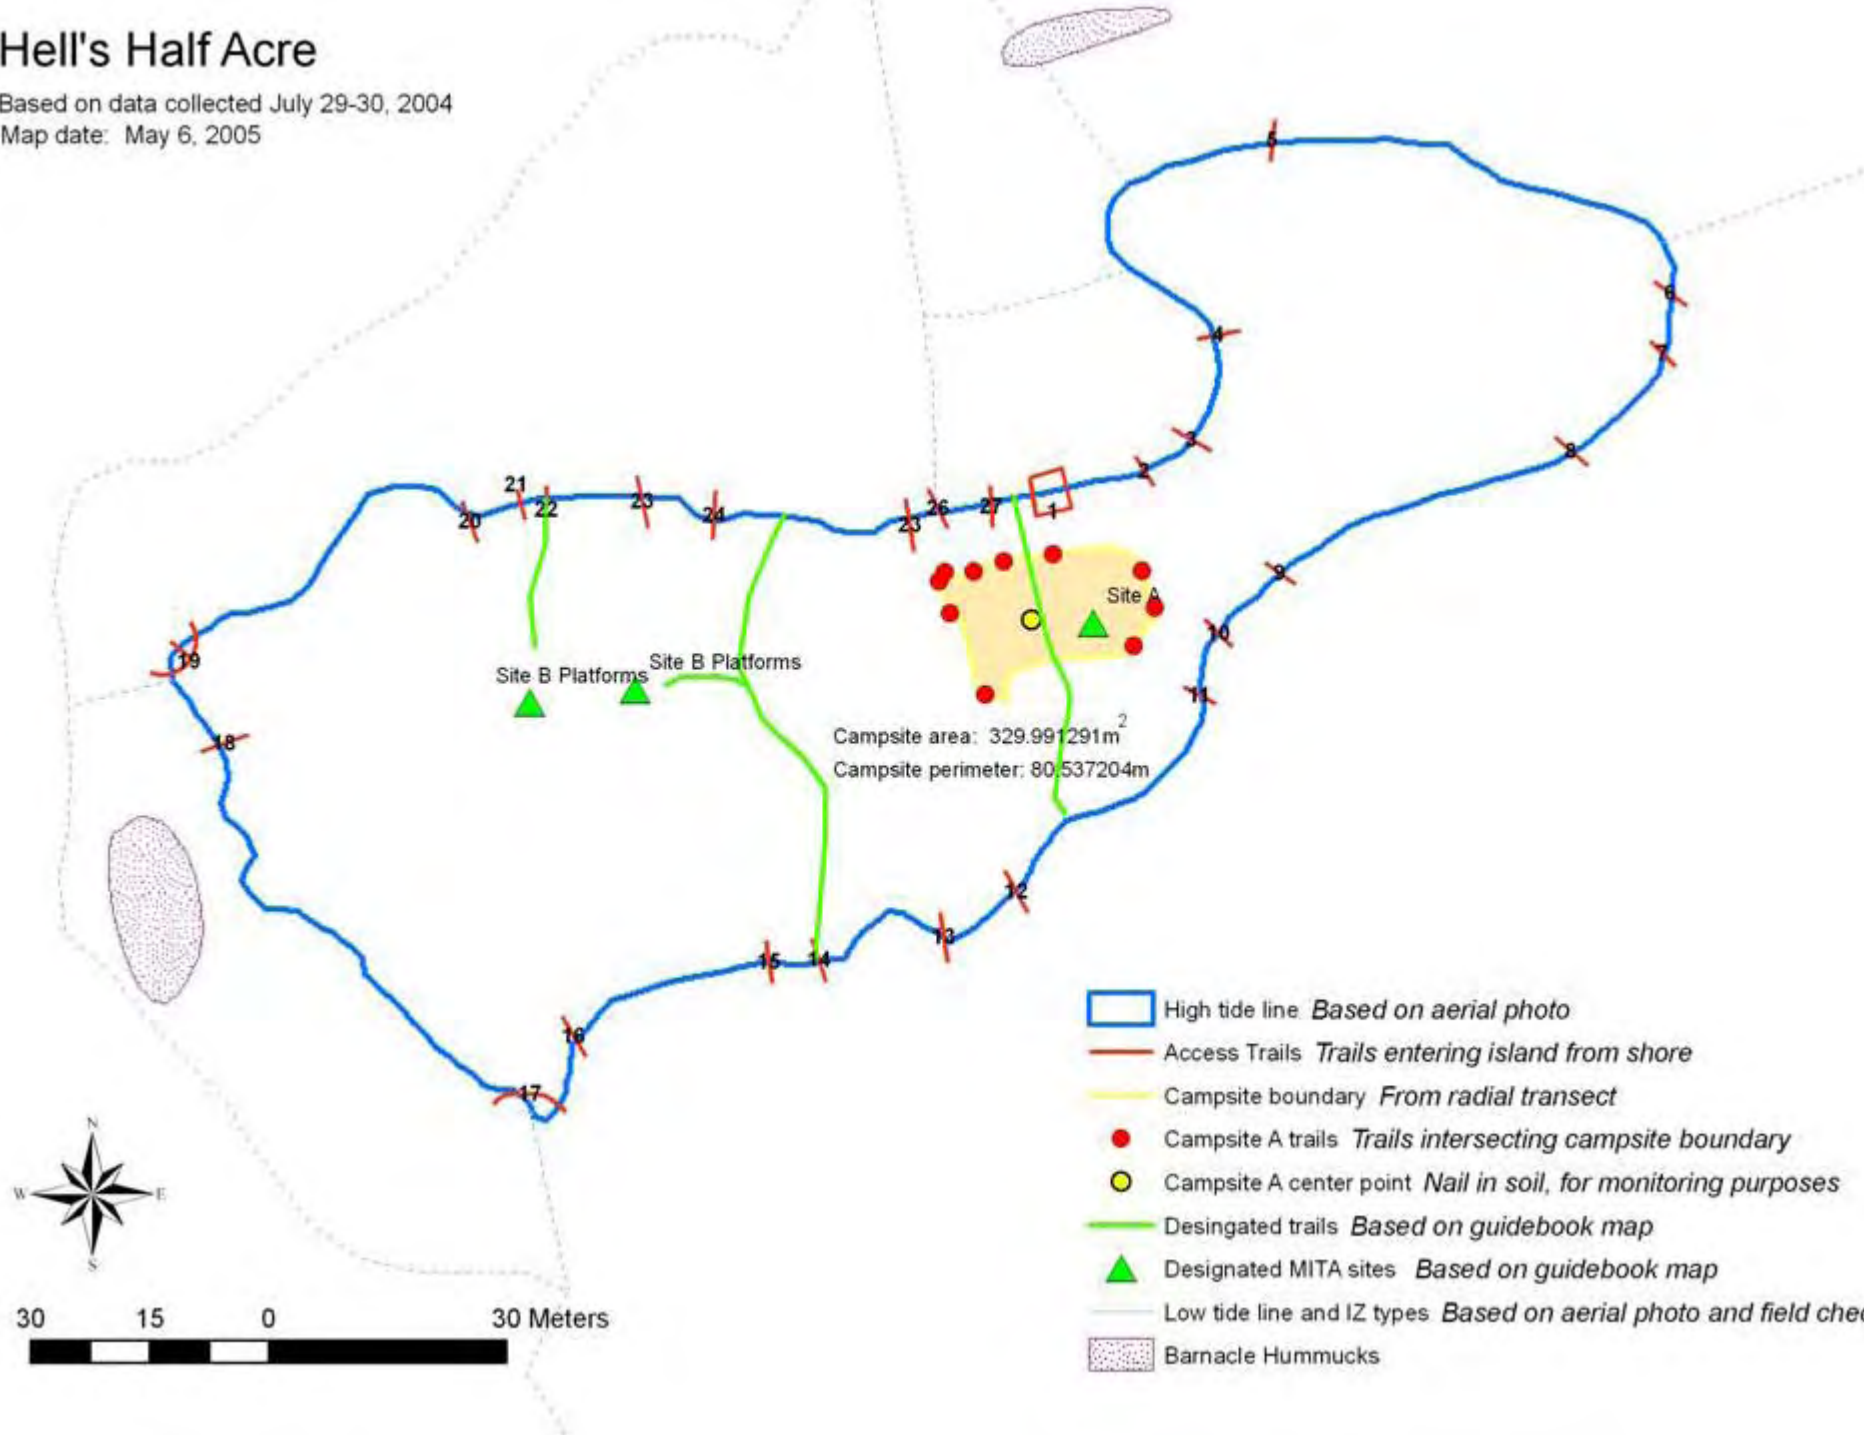 Hell's Half Acre
Based on data collected July 29-30, 2004
Map date: May 6, 2005
5
6
4
7
3
8
2
21
20
22
23
24
23
26
27
1
9
Site A
10
19
Site B Platforms
Site B Platforms
11
18
Campsite area: 329.991291m2
Campsite perimeter: 80.537204m
12
13
15
14
16
17
High tide line Based on aerial photo
Access Trails Trails entering island from shore
Campsite boundary From radial transect
Campsite A trails Trails intersecting campsite boundary
Campsite A center point Nail in soil, for monitoring purposes
Desingated trails Based on guidebook map
Designated MITA sites Based on guidebook map
Low tide line and IZ types Based on aerial photo and field chec
Barnacle Hummucks
N
W E
S
30 15 0 30 Meters